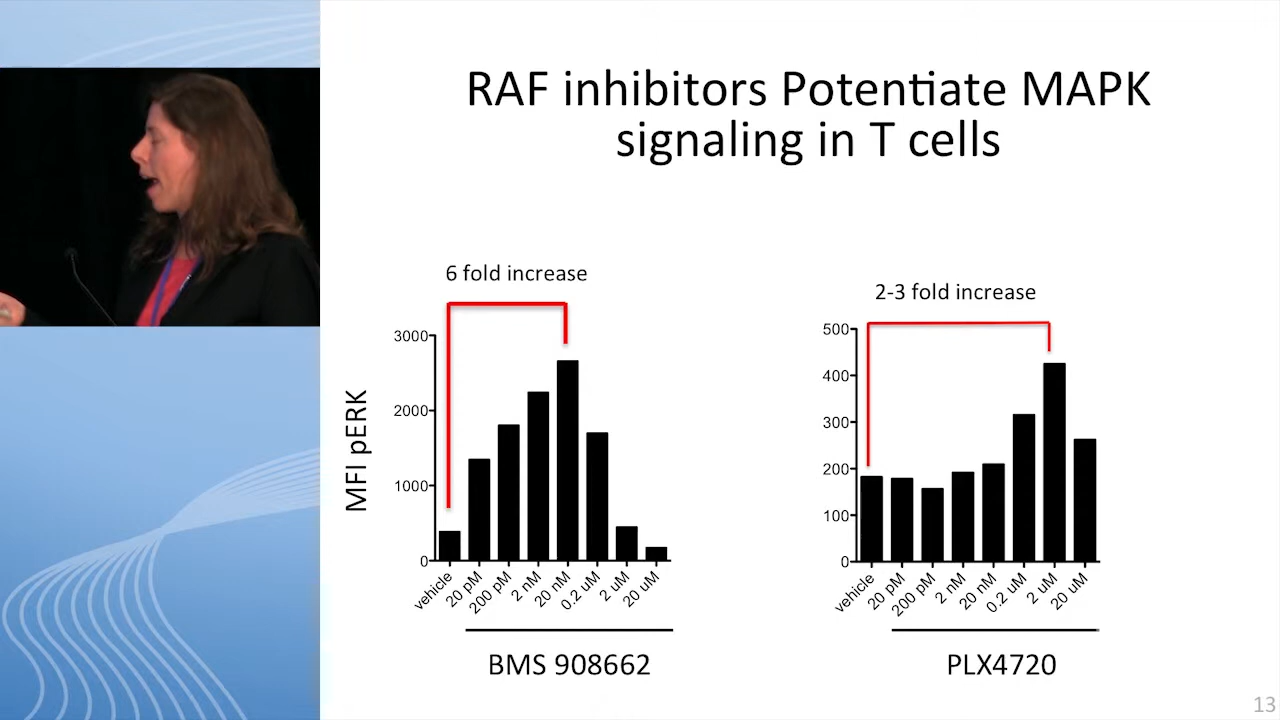 RAF inhibitors Potentiate MAPK
signaling in T cells
6 fold increase
3000
2000
1000
0
MFI pERK
vehicle
20 pM
200 pM
2 nM
20 nM
0.2 uM
2 uM
20 uM
BMS 908662
2-3 fold increase
500
400
300
200
100
0
vehicle
20 pM
200 pM
2 nM
20 nM
0.2 uM
2 uM
20 uM
PLX4720
13